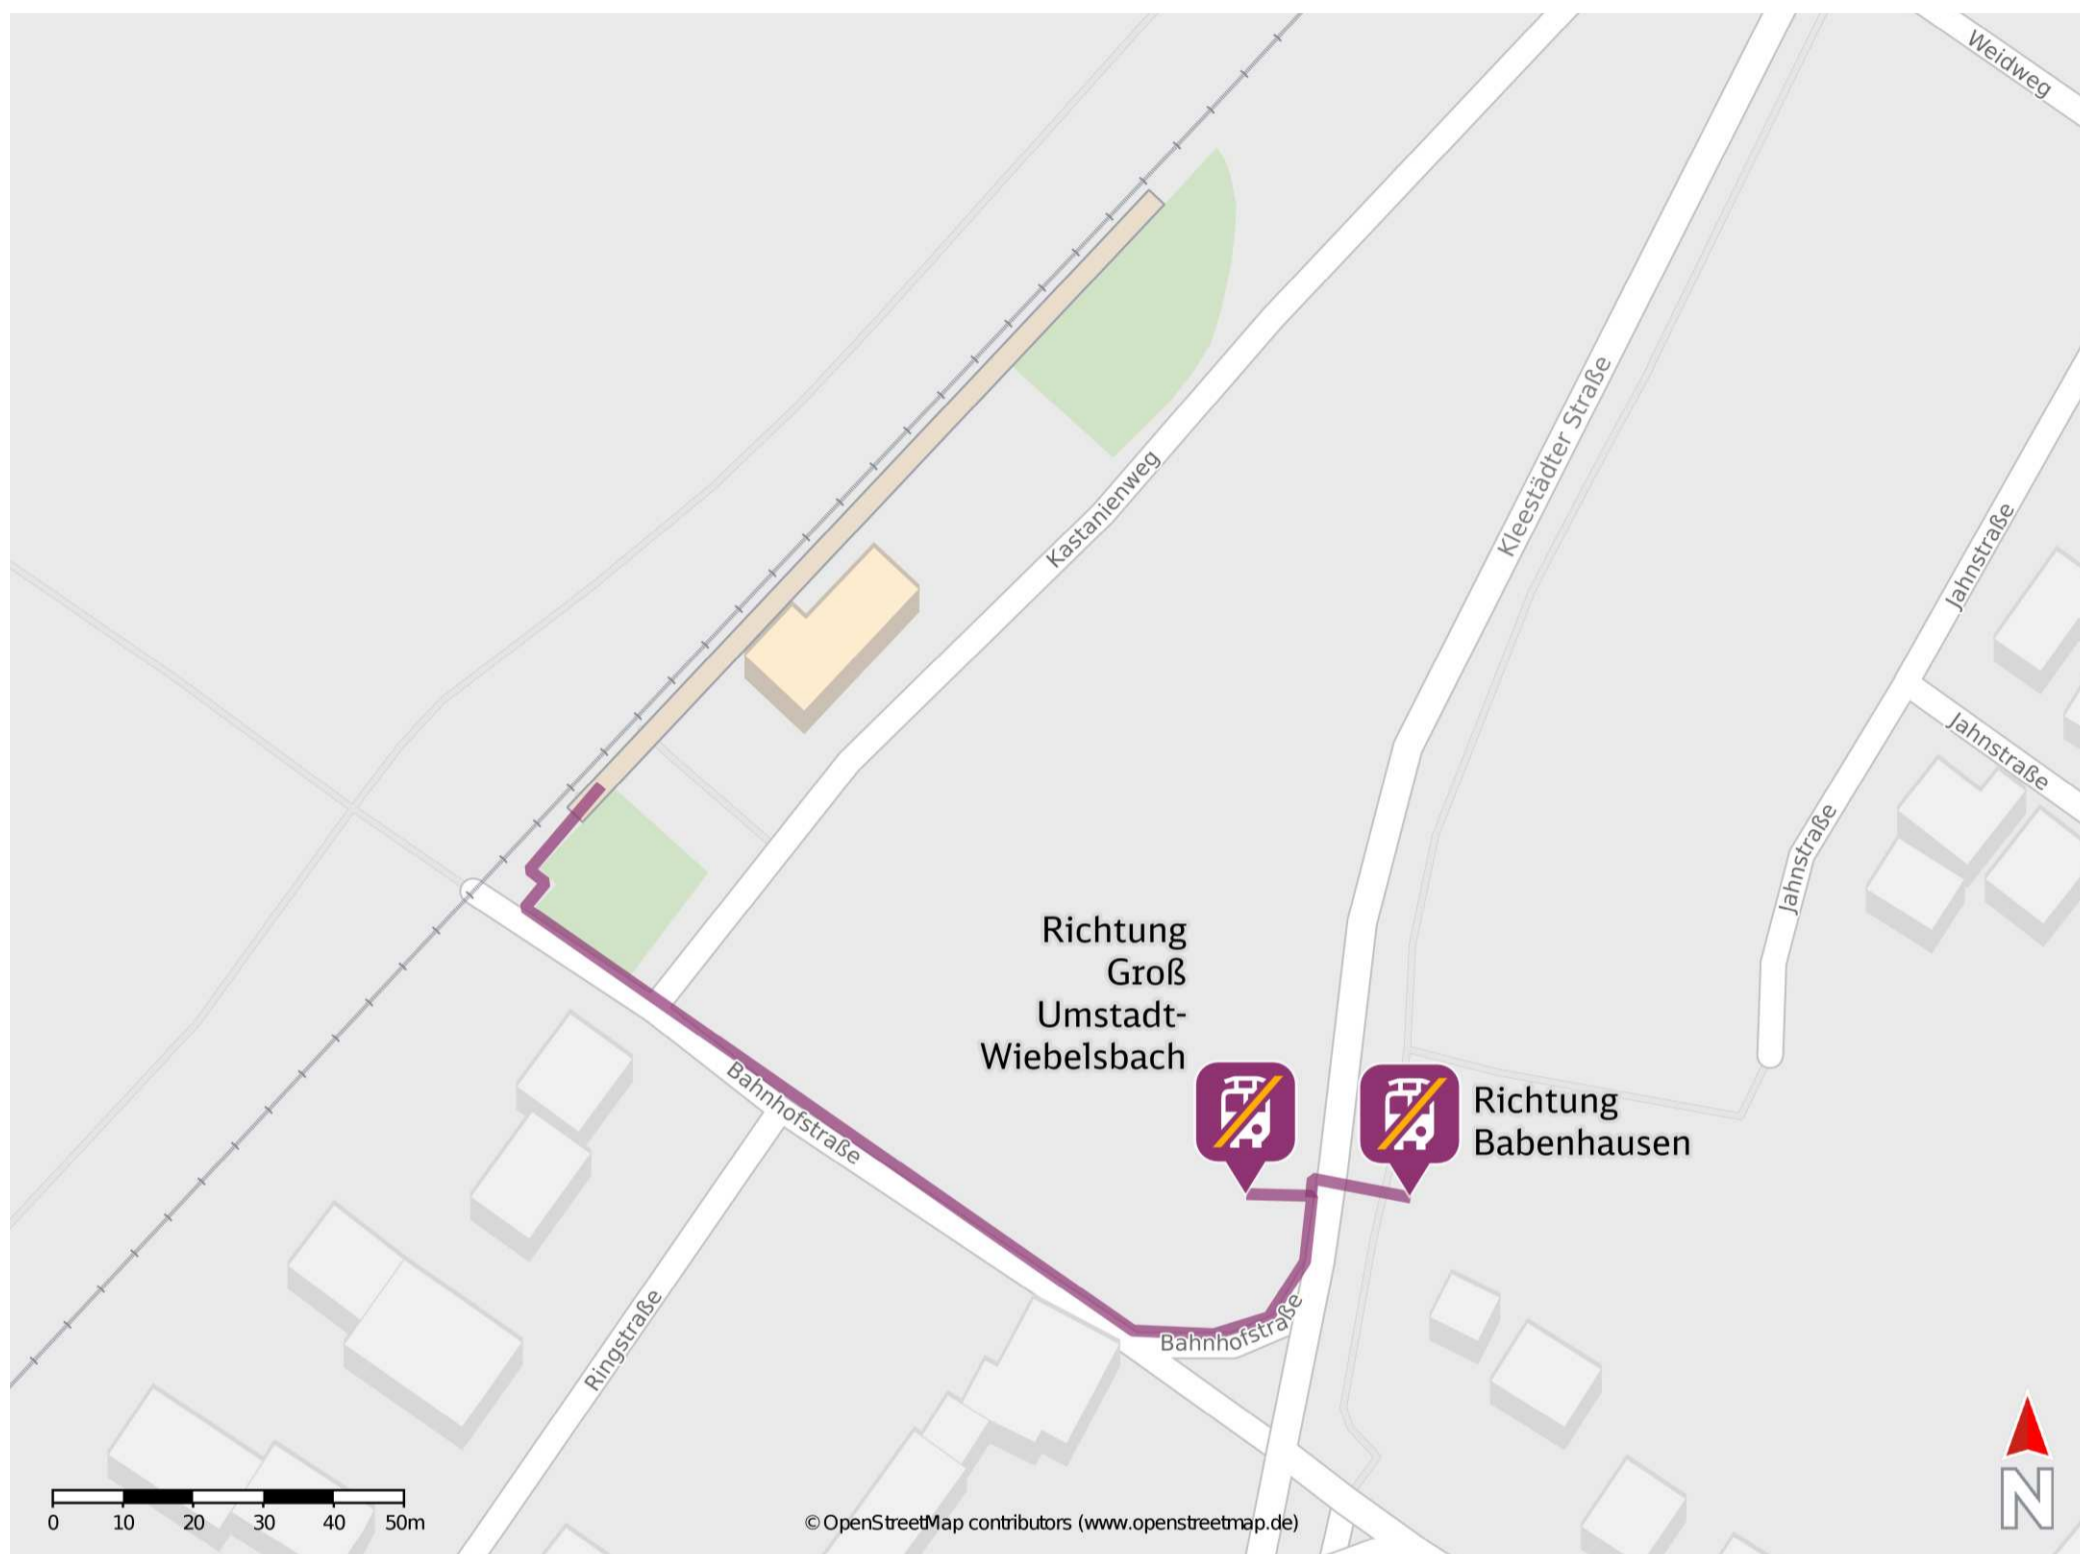 Weidweg
Kleestädter Straße
Kastanienweg
Jahnstraße
Jahnstraße
Jahnstraße
Richtung
Groß
Umstadt-
Wiebelsbach
Richtung
Babenhausen
Bahnhofstraße
Bahnhofstraße
Ringstraße
0 10 20 30 40 50m
© OpenStreetMap contributors (www.openstreetmap.de)
N